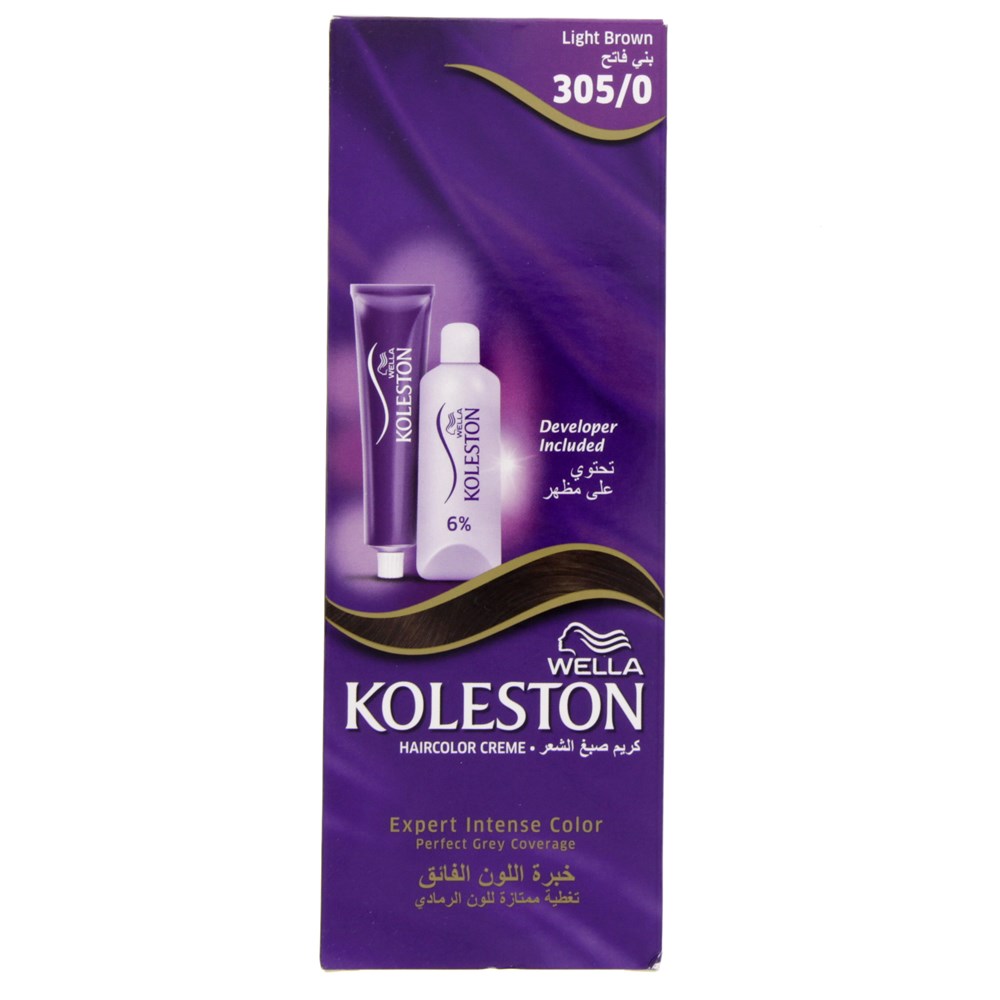 Light Brown
بني فاتح
305/0
WELLA
KOLESTON
WELLA
KOLESTON
6%
Developer
Included
تحتوي
على مظهر
WELLA
KOLESTON
HAIRCOLOR CREME • كريم صبغ الشعر
Expert Intense Color
Perfect Grey Coverage
خبرة اللون الفائق
تغطية ممتازة للون الرمادي